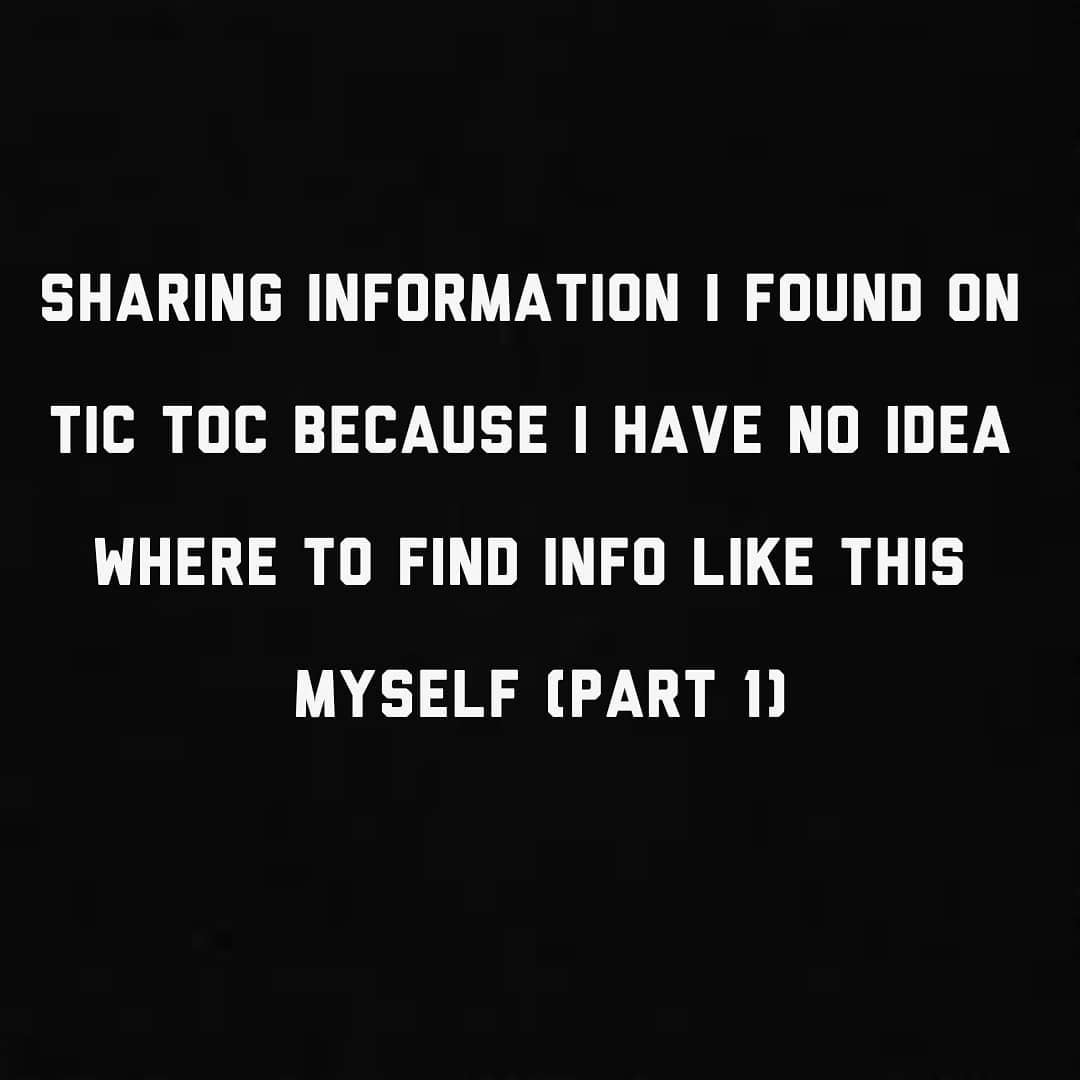 SHARING INFORMATION I FOUND ON
TIC TOC BECAUSE I HAVE NO IDEA
WHERE TO FIND INFO LIKE THIS
MYSELF (PART 1)